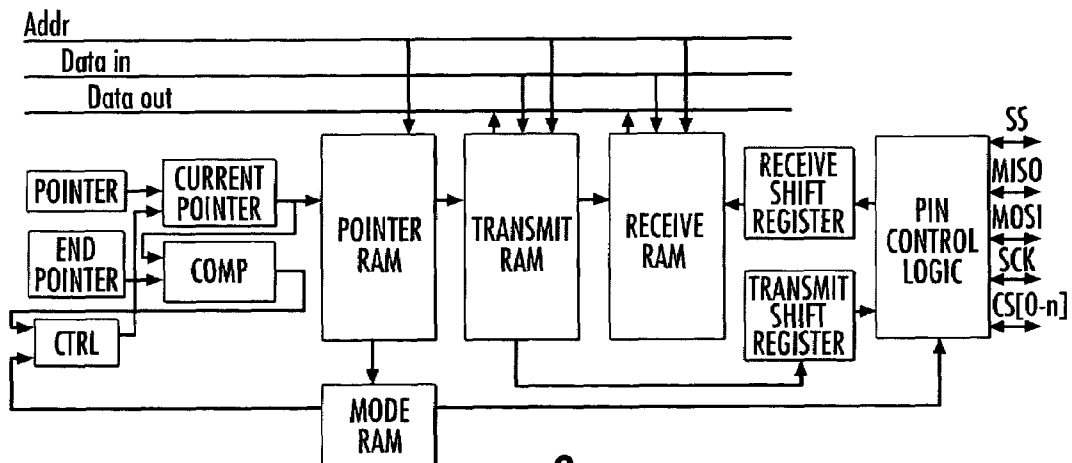 Addr
Data in
Data out
POINTER
CURRENT
POINTER
END
POINTER
COMP
CTRL
POINTER
RAM
TRANSMIT
RAM
RECEIVE
RAM
RECEIVE
SHIFT
REGISTER
TRANSMIT
SHIFT
REGISTER
PIN
CONTROL
LOGIC
SS
MISO
MOSI
SCK
CS[0-n]
MODE
RAM